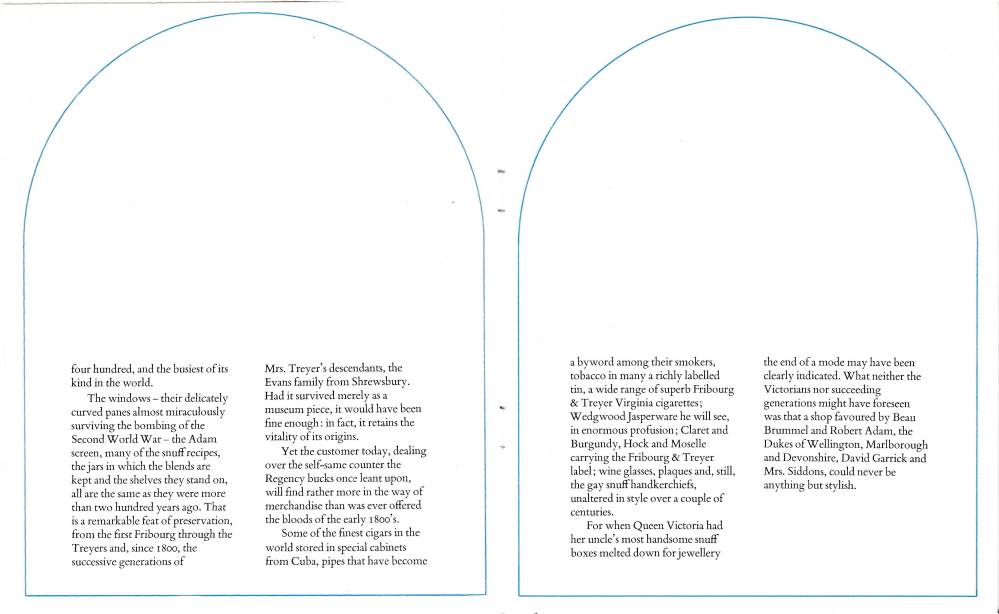 four hundred, and the busiest of its
kind in the world.
The windows – their delicately
curved panes almost miraculously
surviving the bombing of the
Second World War – the Adam
screen, many of the snuff recipes,
the jars in which the blends are
kept and the shelves they stand on,
all are the same as they were more
than two hundred years ago. That
is a remarkable feat of preservation,
from the first Fribourg through the
Treyers and, since 1800, the
successive generations of
Mrs. Treyer's descendants, the
Evans family from Shrewsbury.
Had it survived merely as a
museum piece, it would have been
fine enough: in fact, it retains the
vitality of its origins.
Yet the customer today, dealing
over the self-same counter the
Regency bucks once leant upon,
will find rather more in the way of
merchandise than was ever offered
the bloods of the early 1800's.
Some of the finest cigars in the
world stored in special cabinets
from Cuba, pipes that have become
a byword among their smokers,
tobacco in many a richly labelled
tin, a wide range of superb Fribourg
& Treyer Virginia cigarettes;
Wedgwood Jasperware he will see,
in enormous profusion; Claret and
Burgundy, Hock and Moselle
carrying the Fribourg & Treyer
label; wine glasses, plaques and, still,
the gay snuff handkerchiefs,
unaltered in style over a couple of
centuries.
For when Queen Victoria had
her uncle's most handsome snuff
boxes melted down for jewellery
the end of a mode may have been
clearly indicated. What neither the
Victorians nor succeeding
generations might have foreseen
was that a shop favoured by Beau
Brummel and Robert Adam, the
Dukes of Wellington, Marlborough
and Devonshire, David Garrick and
Mrs. Siddons, could never be
anything but stylish.